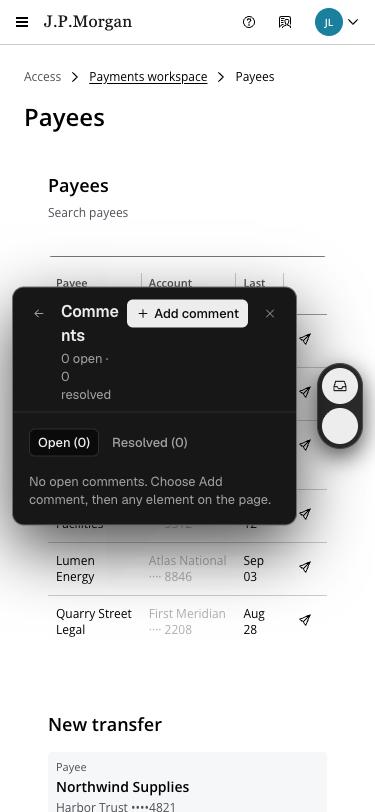 J.P.Morgan
JL
Access
Payments workspace
Payees
Payees
Payees
Search payees
Payee
Account
Last
Comme
nts
0 open ·
0
resolved
+ Add comment
Open (0)
Resolved (0)
No open comments. Choose Add
comment, then any element on the page.
Lumen
Energy
Atlas National
···· 8846
Sep
03
Quarry Street
Legal
First Meridian
···· 2208
Aug
28
New transfer
Payee
Northwind Supplies
Harbor Trust ••••4821